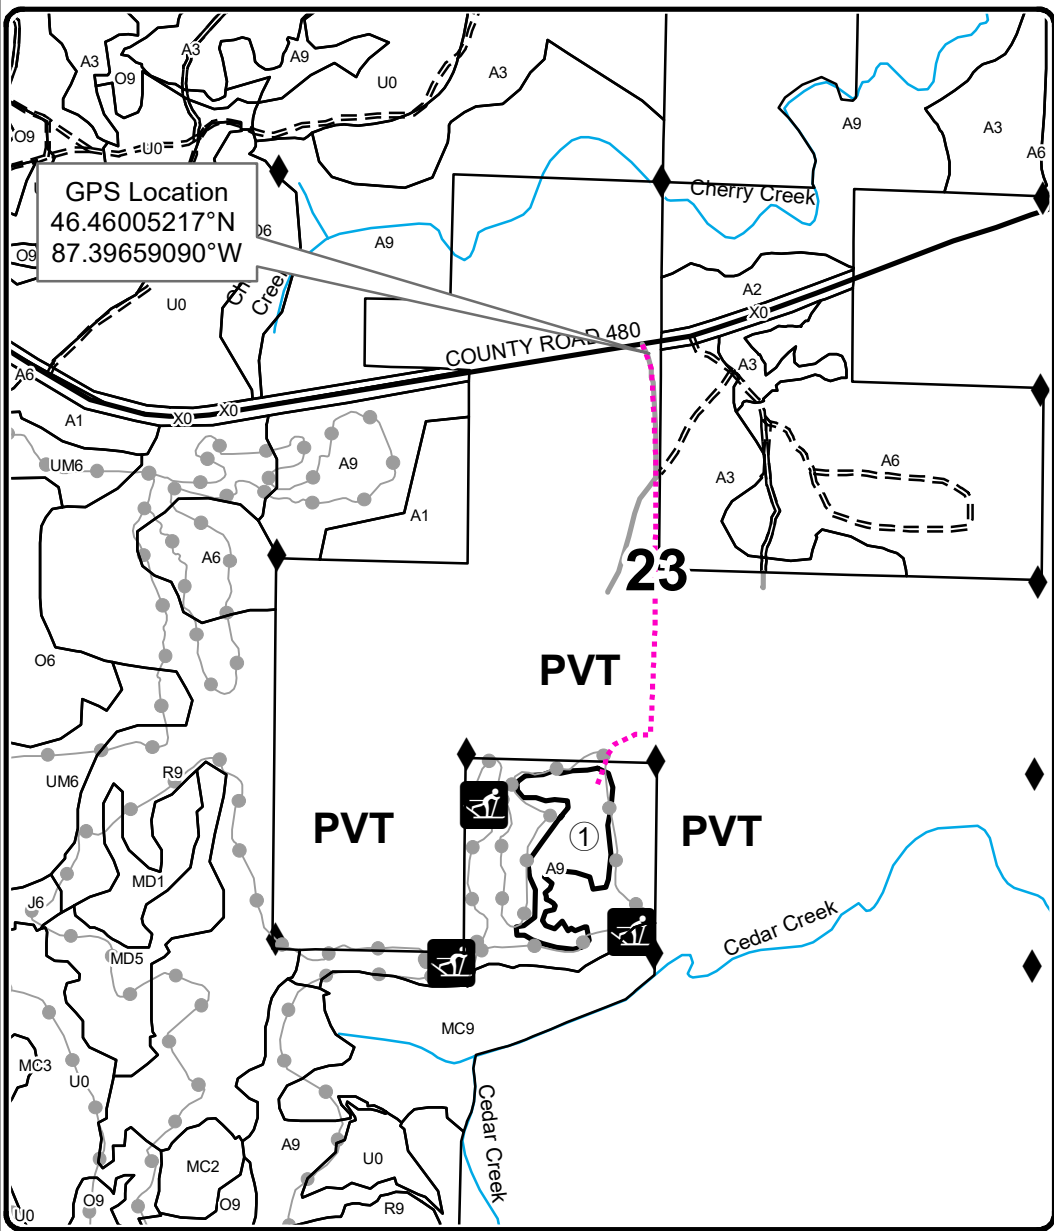 A3
A3
A9
O9
U0
A3
A9
A3
O9
U0
A6
GPS Location
46.46005217°N
87.39659090°W
Cherry Creek
O6
A9
O9
Creek
U0
A2
X0
COUNTY ROAD 480
A6
A3
X0
X0
A1
UM6
A9
A6
A3
A1
A6
23
O6
PVT
R9
UM6
PVT
1
PVT
A9
MD1
J6
Cedar Creek
MD5
MC9
MC3
U0
Cedar Creek
A9
U0
MC2
O9
O9
R9
U0